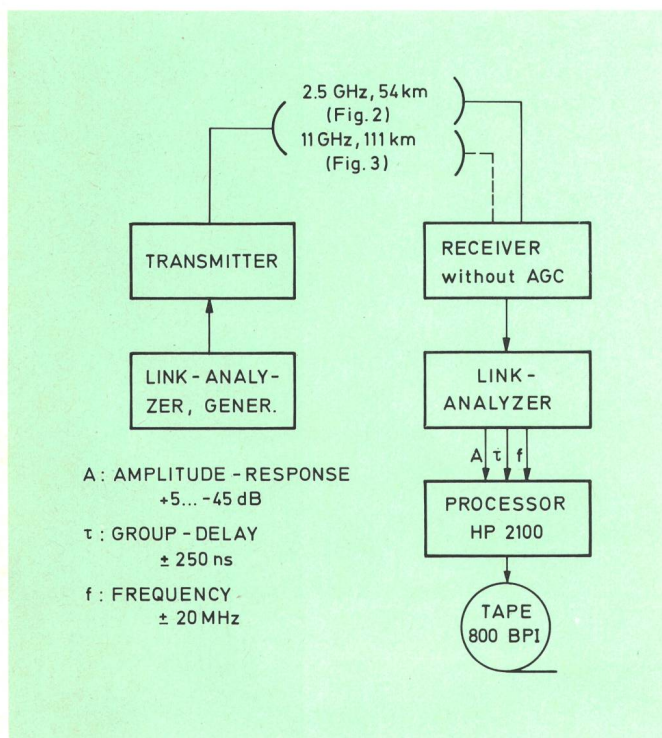 2.5 GHz, 54 km
(Fig. 2)
11 GHz, 111 km
(Fig. 3)
TRANSMITTER
RECEIVER
without AGC
LINK-ANALY-
ZER, GENER.
LINK-
ANALYZER
A τ f
A: AMPLITUDE-RESPONSE
+5... -45 dB
τ: GROUP-DELAY
± 250 ns
f: FREQUENCY
± 20 MHz
PROCESSOR
HP 2100
TAPE
800 BPI